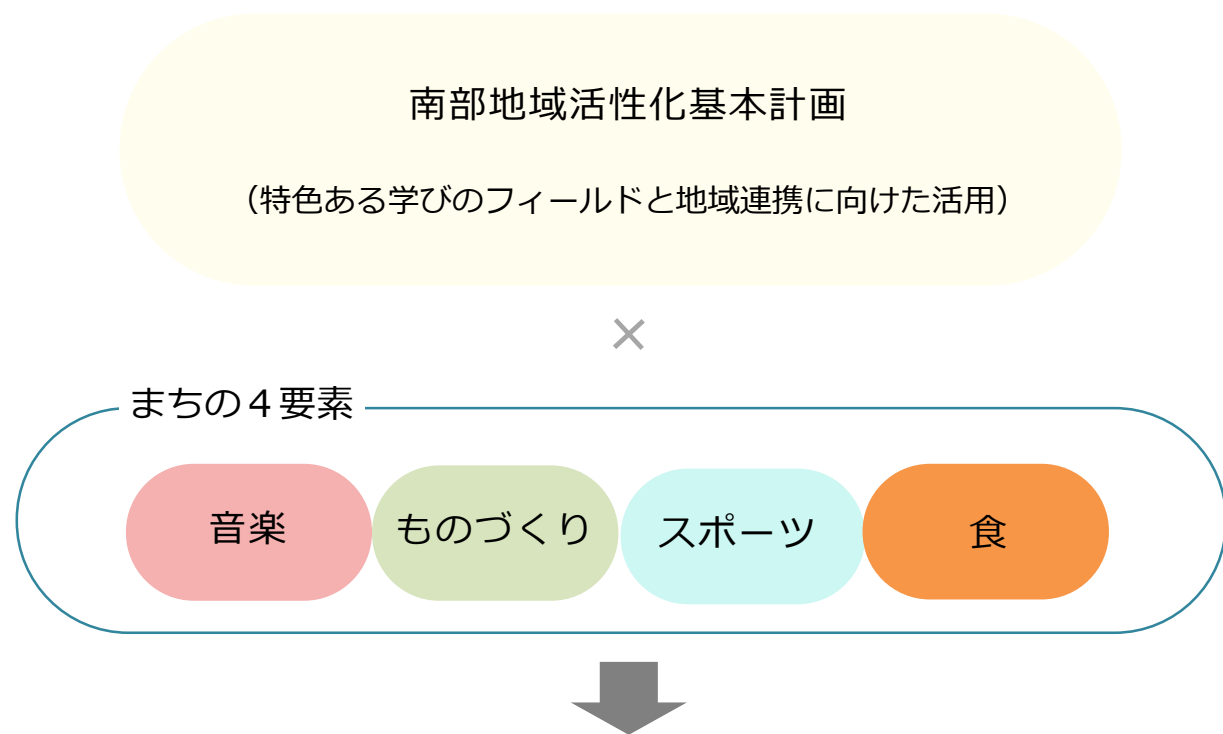 南部地域活性化基本計画
（特色ある学びのフィールドと地域連携に向けた活用）
×
まちの４要素
音楽 ものづくり スポーツ 食